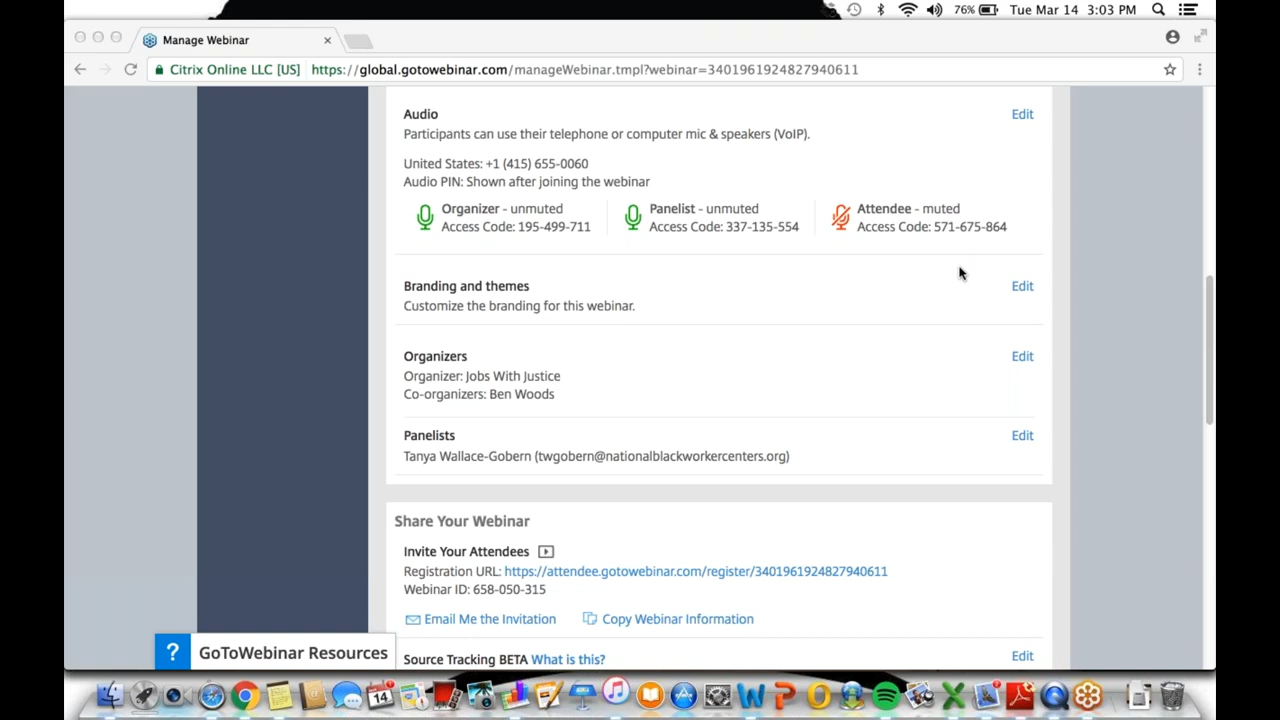 76% Tue Mar 14 3:03 PM
Manage Webinar
Citrix Online LLC [US] https://global.gotowebinar.com/manageWebinar.tmpl?webinar=3401961924827940611
Audio Edit
Participants can use their telephone or computer mic & speakers (VoIP).
United States: +1 (415) 655-0060
Audio PIN: Shown after joining the webinar
Organizer - unmuted Panelist - unmuted Attendee - muted
Access Code: 195-499-711 Access Code: 337-135-554 Access Code: 571-675-864
Branding and themes Edit
Customize the branding for this webinar.
Organizers Edit
Organizer: Jobs With Justice
Co-organizers: Ben Woods
Panelists Edit
Tanya Wallace-Gobern (twgobern@nationalblackworkercenters.org)
Share Your Webinar
Invite Your Attendees
Registration URL: https://attendee.gotowebinar.com/register/3401961924827940611
Webinar ID: 658-050-315
Email Me the Invitation Copy Webinar Information
? GoToWebinar Resources
Source Tracking BETA What is this? Edit
14